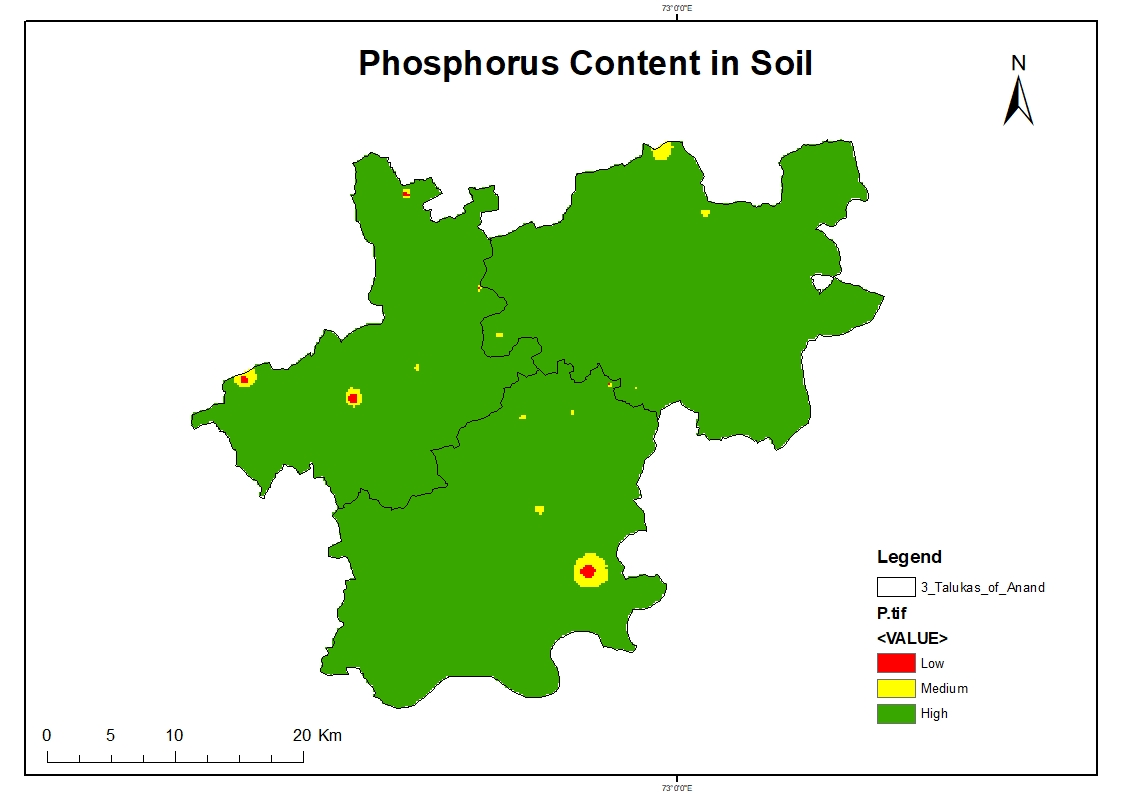 73°0'0"E
Phosphorus Content in Soil
N
Legend
3_Talukas_of_Anand
P.tif
<VALUE>
Low
Medium
High
0 5 10 20 Km
73°0'0"E